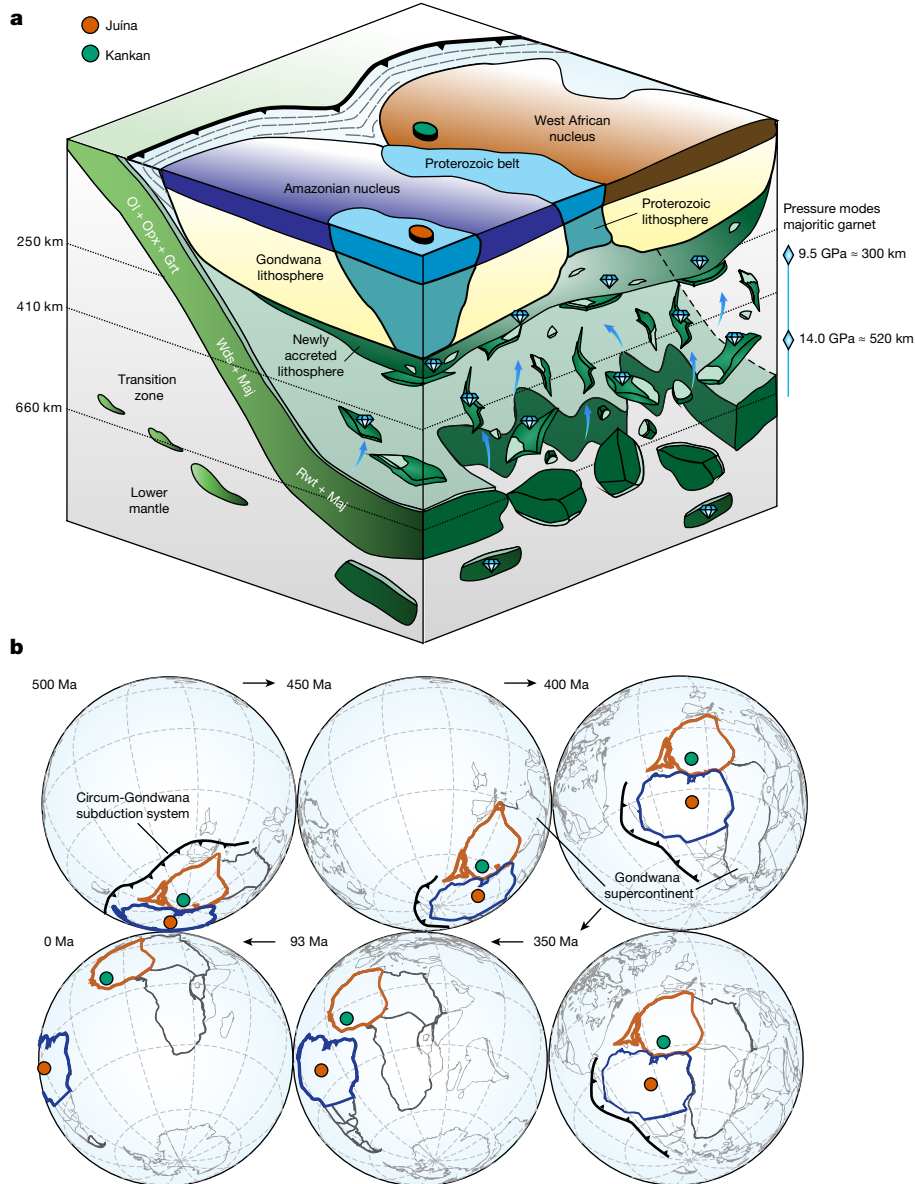 a
Juína
Kankan
West African
nucleus
Proterozoic belt
Amazonian nucleus
Proterozoic
lithosphere
Pressure modes
majoritic garnet
Ol + Opx + Grt
250 km
9.5 GPa ≈ 300 km
Gondwana
lithosphere
410 km
14.0 GPa ≈ 520 km
Newly
accreted
lithosphere
Wds + Maj
Transition
zone
660 km
Rwt + Maj
Lower
mantle
b
500 Ma
450 Ma
400 Ma
Circum-Gondwana
subduction system
Gondwana
supercontinent
0 Ma
93 Ma
350 Ma